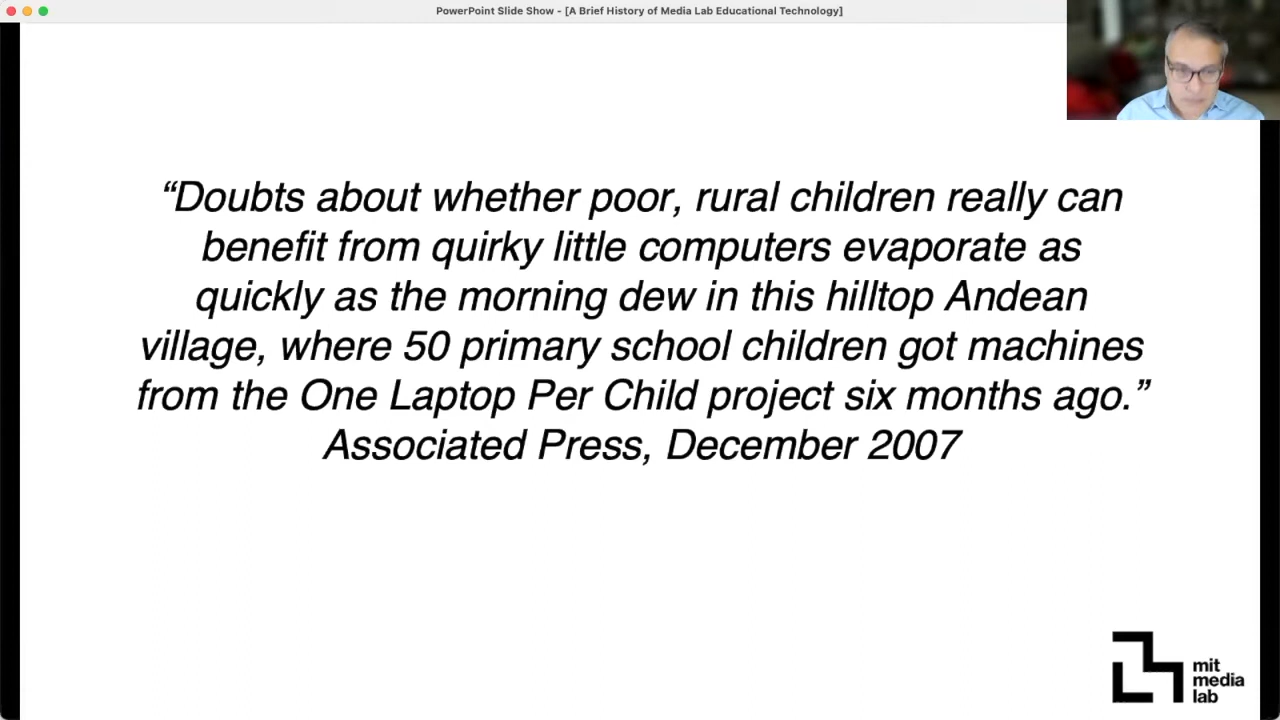 PowerPoint Slide Show - [A Brief History of Media Lab Educational Technology]
“Doubts about whether poor, rural children really can
benefit from quirky little computers evaporate as
quickly as the morning dew in this hilltop Andean
village, where 50 primary school children got machines
from the One Laptop Per Child project six months ago.”
Associated Press, December 2007
mit
media
lab